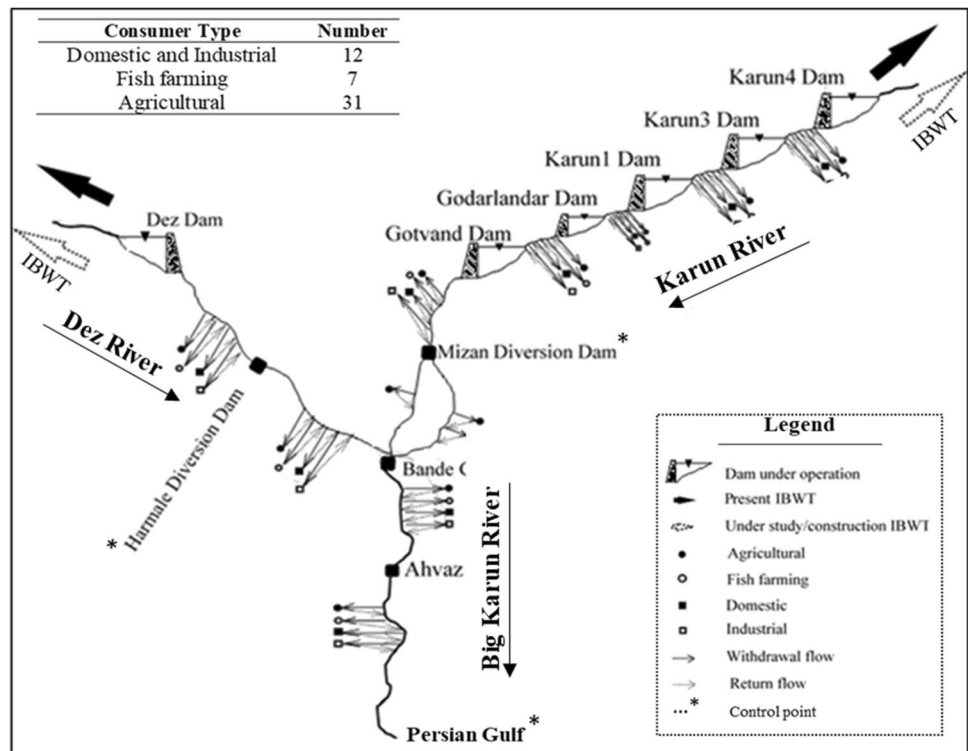 Consumer Type Number
Domestic and Industrial 12
Fish farming 7
Agricultural 31
Karun4 Dam
IBWT
Karun3 Dam
Karun1 Dam
Godarlandar Dam
Gotvand Dam
Karun River
Dez Dam
IBWT
Dez River
Mizan Diversion Dam *
* Harmale Diversion Dam
Bande
Ahvaz
Big Karun River
Persian Gulf *
Legend
Dam under operation
Present IBWT
Under study/construction IBWT
Agricultural
Fish farming
Domestic
Industrial
Withdrawal flow
Return flow
...* Control point